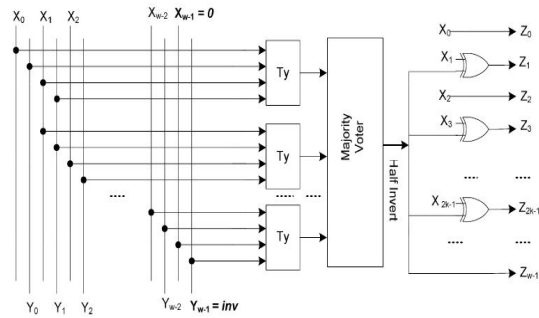 X0 X1 X2 Xw-2 Xw-1 = 0
Ty
Ty
Ty
Majority Voter
Half Invert
X0 Z0
X1 Z1
X2 Z2
X3 Z3
X2k-1 Z2k-1
Zw-1
Y0 Y1 Y2 Yw-2 Yw-1 = inv